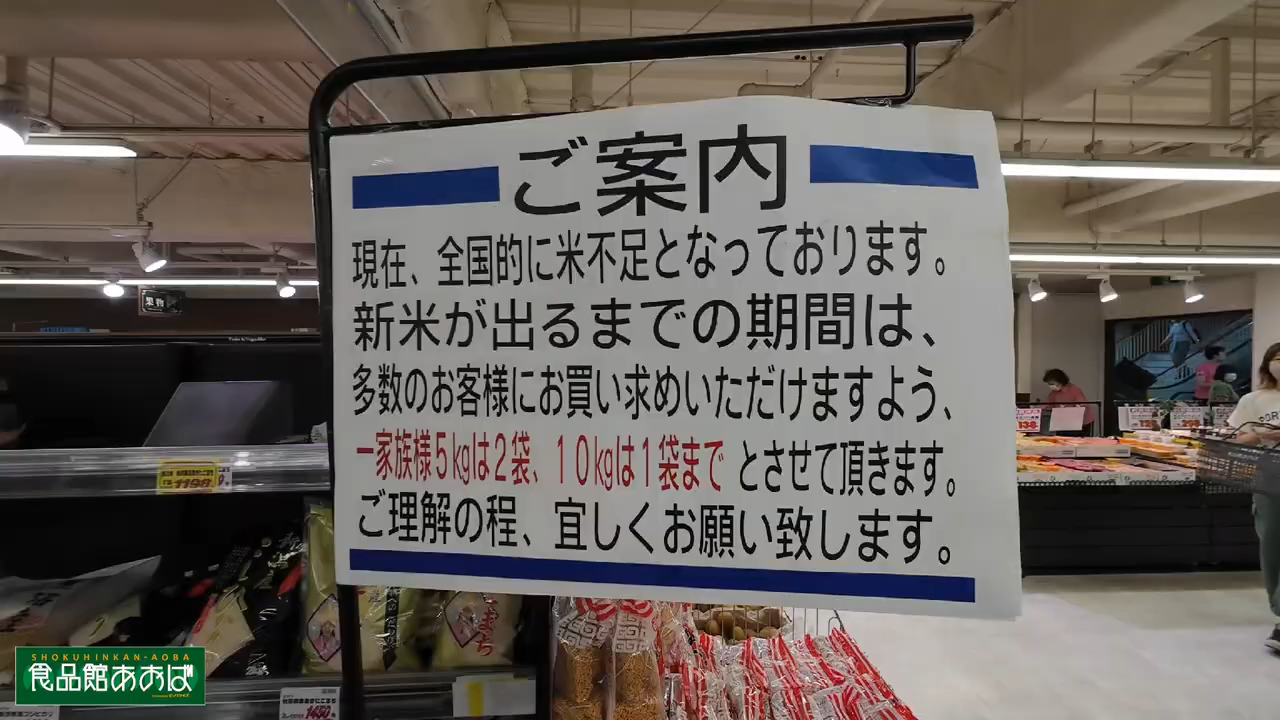 ご案内
現在、全国的に米不足となっております。
新米が出るまでの期間は、
多数のお客様にお買い求めいただけますよう、
一家族様5kgは2袋、10kgは1袋まで とさせて頂きます。
ご理解の程、宜しくお願い致します。
果物
1198
1450
SHOKUHINKAN-AOBA
食品館あおば